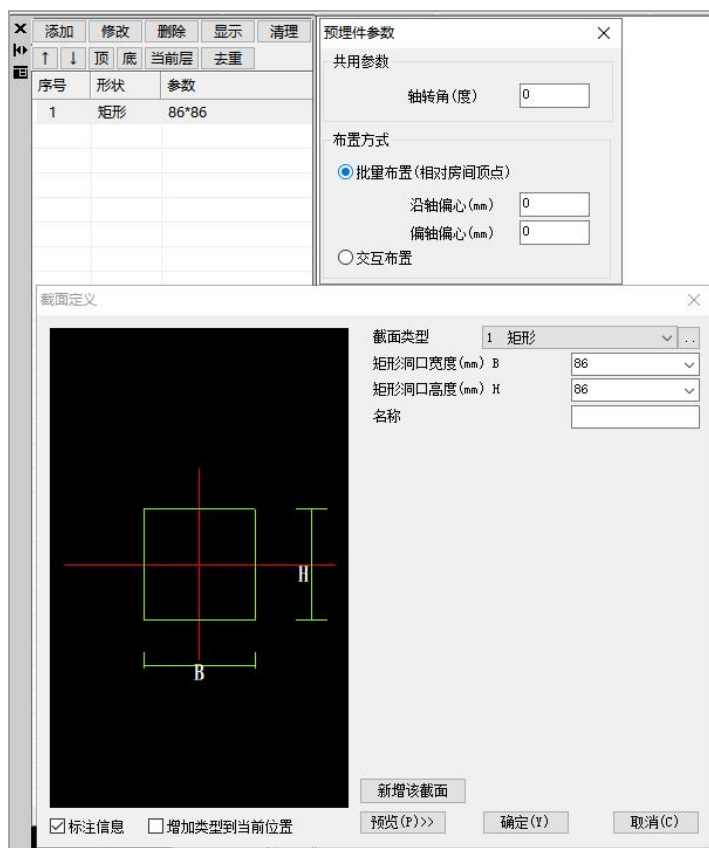 添加 修改 删除 显示 清理
↑ ↓ 顶 底 当前层 去重
序号 形状 参数
1 矩形 86*86
预埋件参数
共用参数
轴转角(度) 0
布置方式
批量布置(相对房间顶点)
沿轴偏心(mm) 0
偏轴偏心(mm) 0
交互布置
截面定义
截面类型 1 矩形 ..
矩形洞口宽度(mm) B 86
矩形洞口高度(mm) H 86
名称
H
B
新增该截面
标注信息 增加类型到当前位置 预览(P)>> 确定(Y) 取消(C)